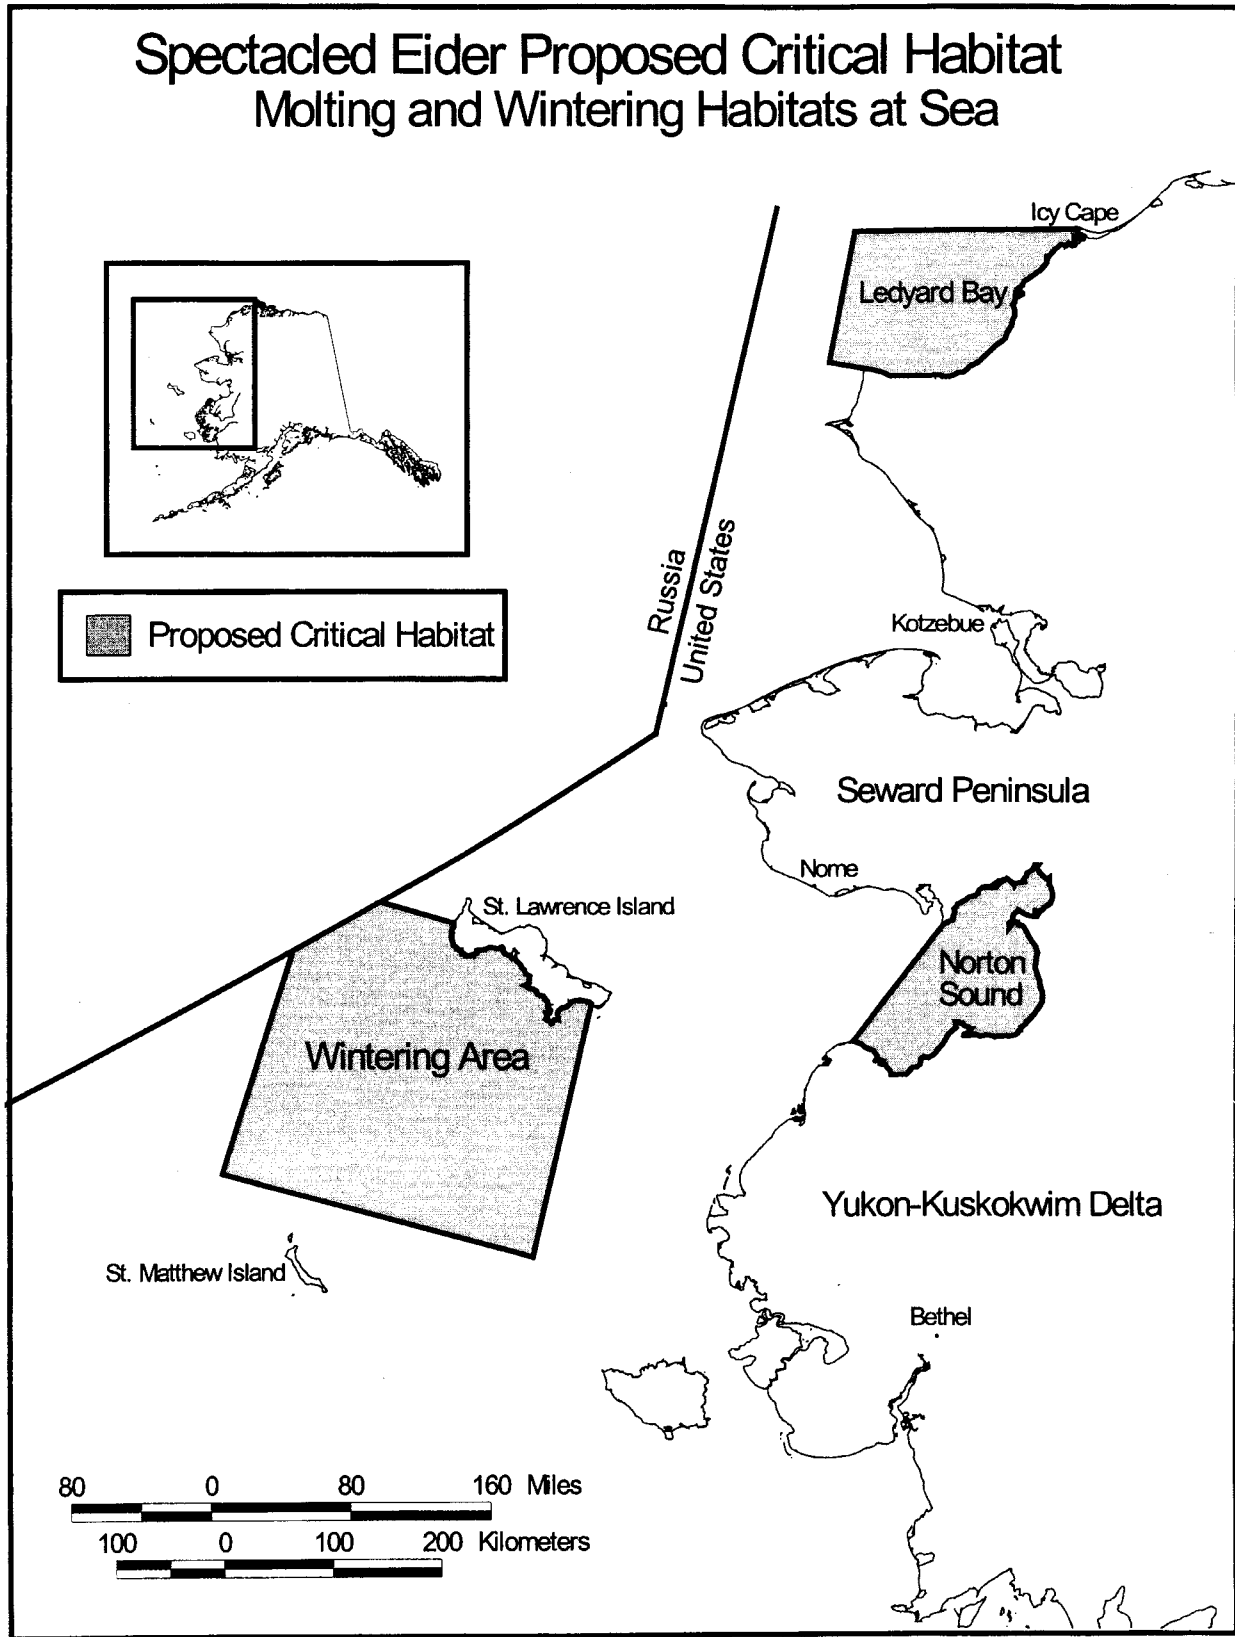 Spectacled Eider Proposed Critical Habitat
Molting and Wintering Habitats at Sea
Icy Cape
Ledyard Bay
Russia
United States
Proposed Critical Habitat
Kotzebue
Seward Peninsula
Nome
St. Lawrence Island
Norton
Sound
Wintering Area
Yukon-Kuskokwim Delta
St. Matthew Island
Bethel
80 0 80 160 Miles
100 0 100 200 Kilometers